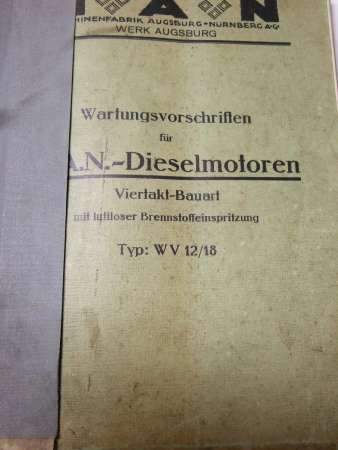 M·A·N
INENFABRIK AUGSBURG-NÜRNBERG A·G·
WERK AUGSBURG
Wartungsvorschriften
für
A.N.-Dieselmotoren
Viertakt-Bauart
mit luftloser Brennstoffeinspritzung
Typ: WV 12/18